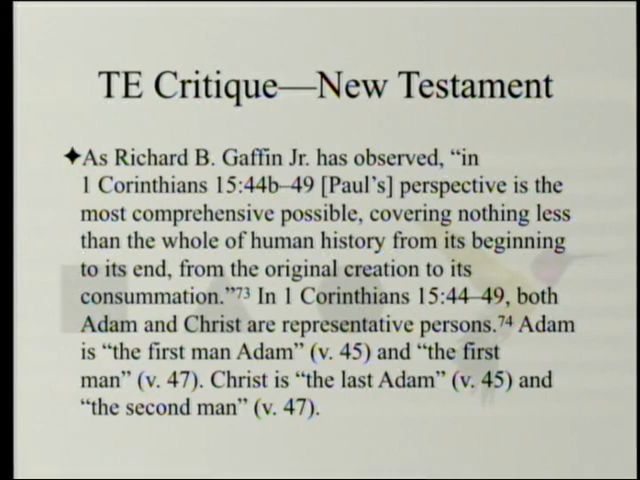 TE Critique—New Testament
✦As Richard B. Gaffin Jr. has observed, “in
1 Corinthians 15:44b–49 [Paul’s] perspective is the
most comprehensive possible, covering nothing less
than the whole of human history from its beginning
to its end, from the original creation to its
consummation.”73 In 1 Corinthians 15:44–49, both
Adam and Christ are representative persons.74 Adam
is “the first man Adam” (v. 45) and “the first
man” (v. 47). Christ is “the last Adam” (v. 45) and
“the second man” (v. 47).